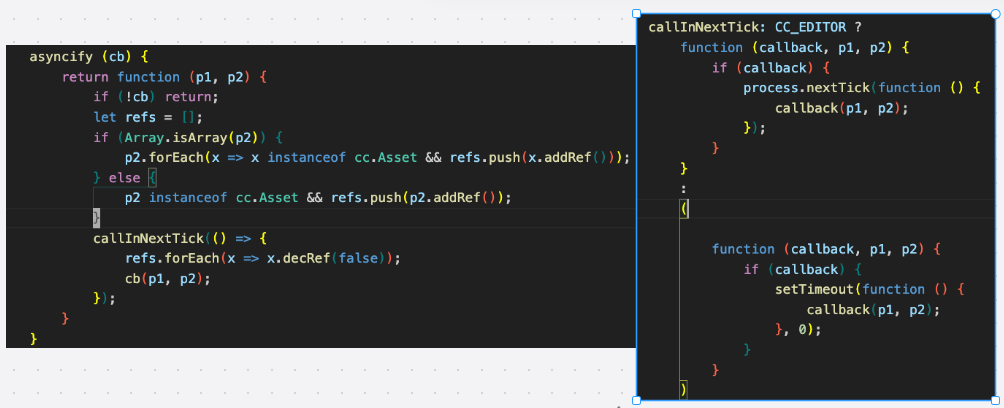 asyncify (cb) {
return function (p1, p2) {
if (!cb) return;
let refs = [];
if (Array.isArray(p2)) {
p2.forEach(x => x instanceof cc.Asset && refs.push(x.addRef()));
} else {
p2 instanceof cc.Asset && refs.push(p2.addRef());
}
callInNextTick(() => {
refs.forEach(x => x.decRef(false));
cb(p1, p2);
});
}
}
callInNextTick: CC_EDITOR ?
function (callback, p1, p2) {
if (callback) {
process.nextTick(function () {
callback(p1, p2);
});
}
}
:
(
function (callback, p1, p2) {
if (callback) {
setTimeout(function () {
callback(p1, p2);
}, 0);
}
}
)